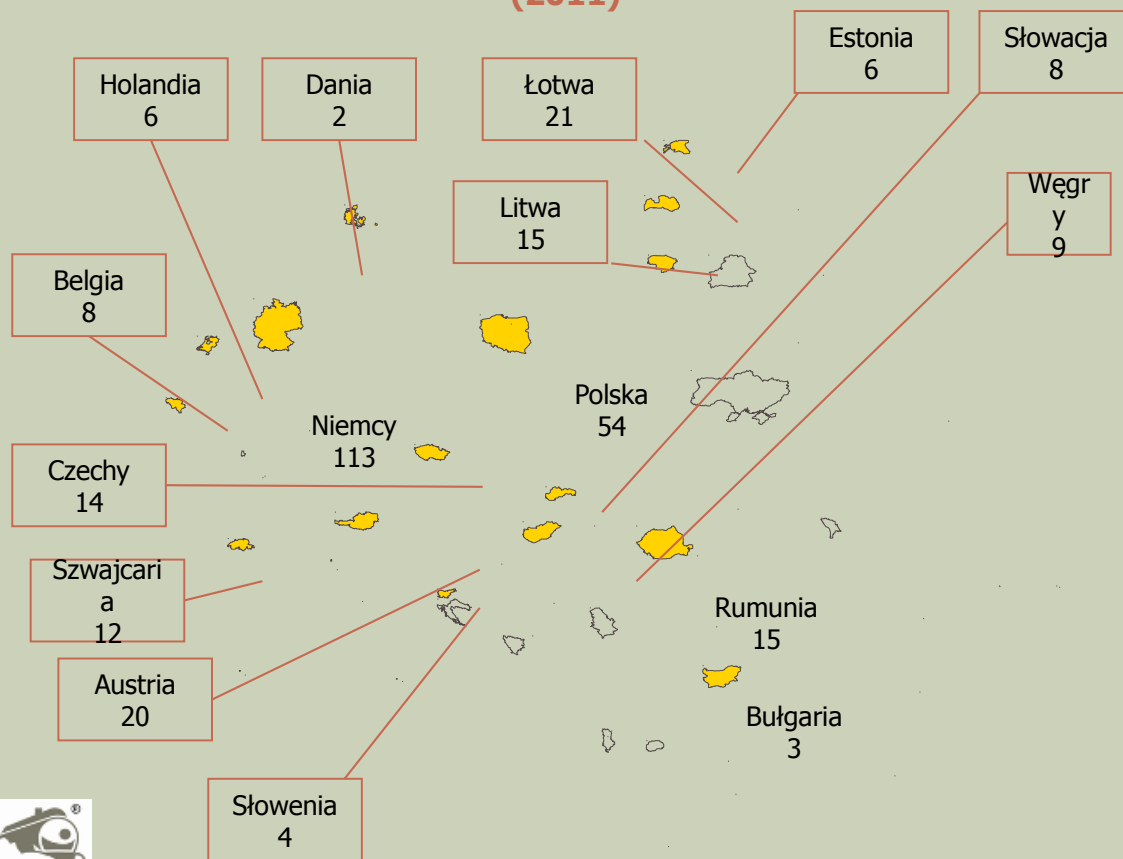 (2011)
Estonia
6
Słowacja
8
Holandia
6
Dania
2
Łotwa
21
Węgr
y
9
Litwa
15
Belgia
8
Polska
54
Niemcy
113
Czechy
14
Szwajcari
a
12
Rumunia
15
Austria
20
Bułgaria
3
Słowenia
4
®